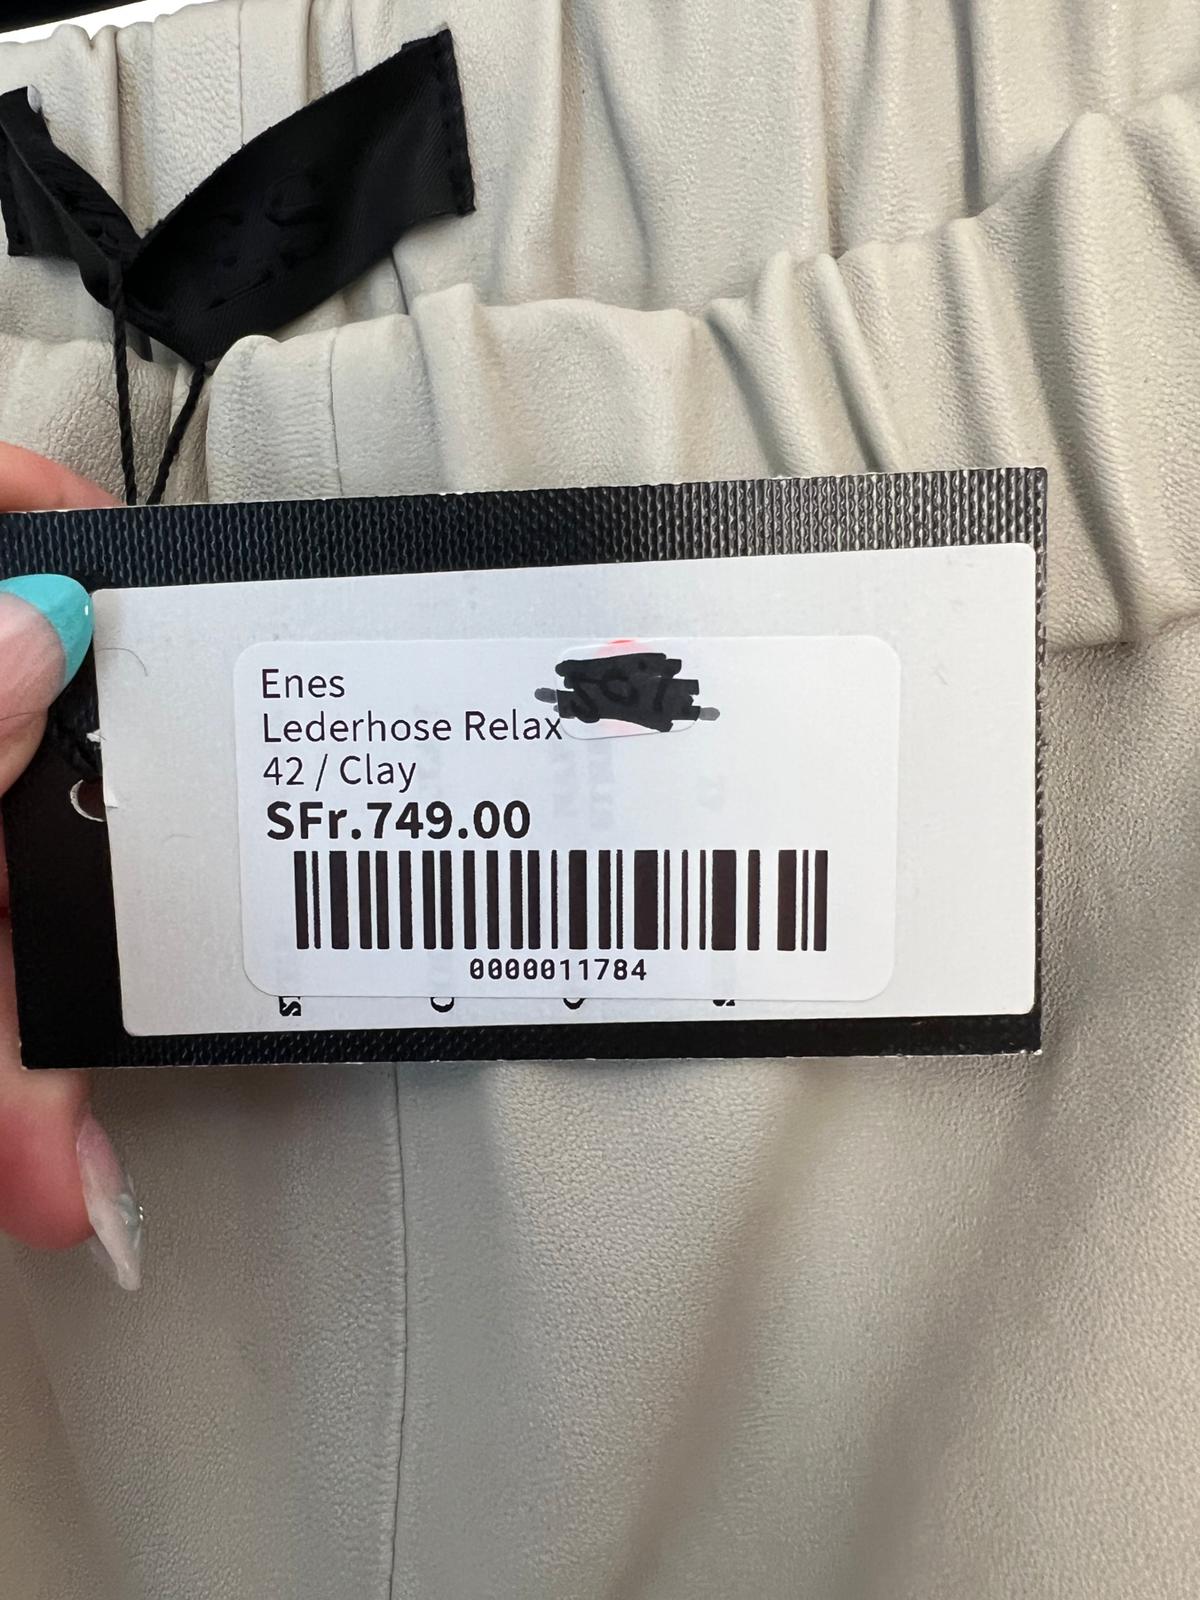 Enes
Lederhose Relax
42 / Clay
SFr.749.00
0000011784